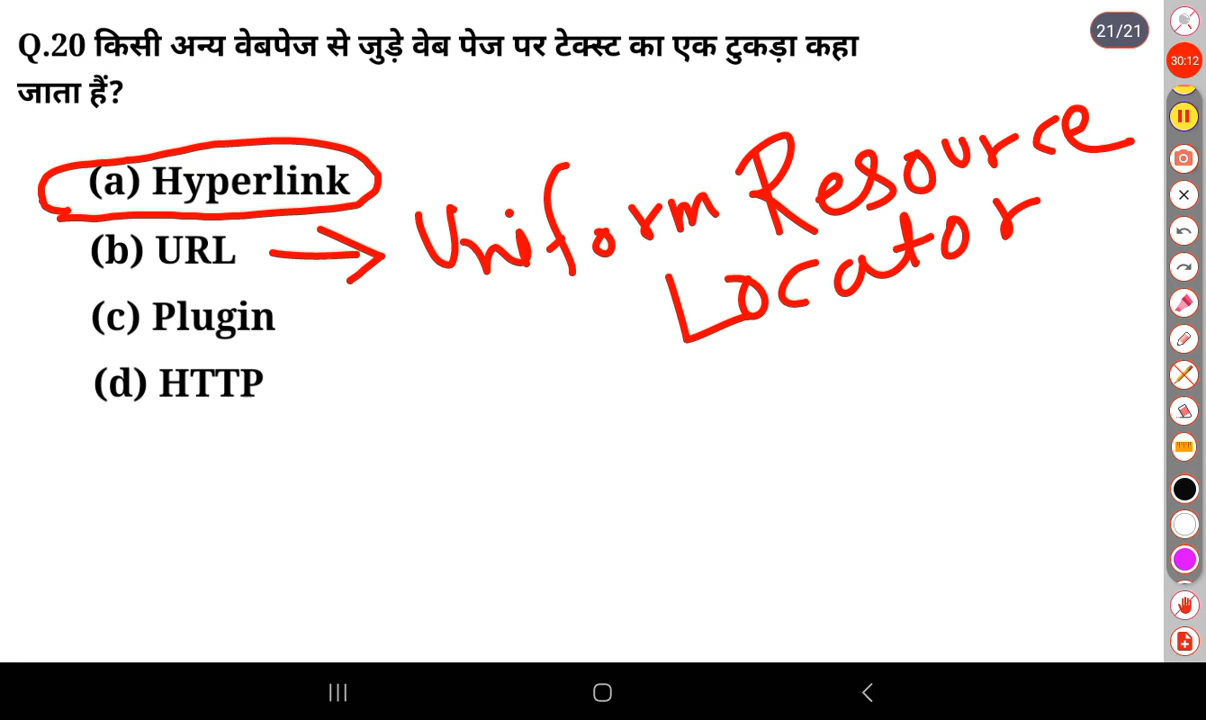 Q.20 किसी अन्य वेबपेज से जुड़े वेब पेज पर टेक्स्ट का एक टुकड़ा कहा
जाता हैं?
21/21
30:12
(a) Hyperlink
(b) URL → Uniform Resource
Locator
(c) Plugin
(d) HTTP